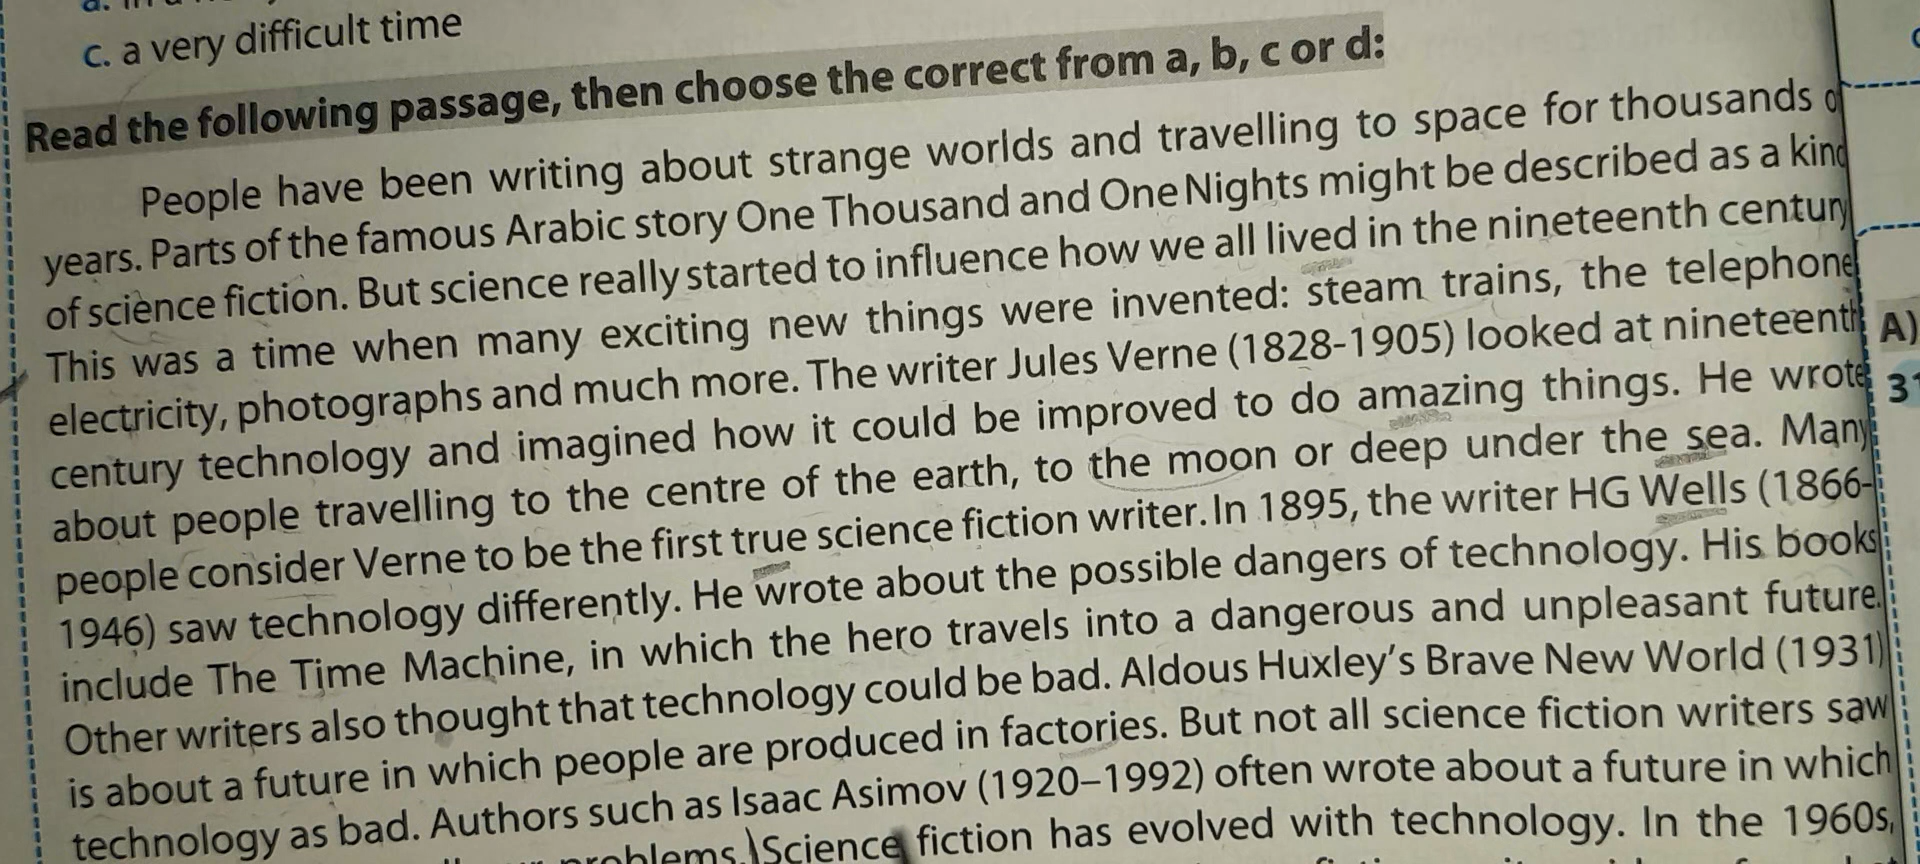 c. a very difficult time
Read the following passage, then choose the correct from a, b, c or d:
People have been writing about strange worlds and travelling to space for thousands
years. Parts of the famous Arabic story One Thousand and One Nights might be described as a kind
of science fiction. But science really started to influence how we all lived in the nineteenth century
This was a time when many exciting new things were invented: steam trains, the telephone
electricity, photographs and much more. The writer Jules Verne (1828-1905) looked at nineteenth
century technology and imagined how it could be improved to do amazing things. He wrote
about people travelling to the centre of the earth, to the moon or deep under the sea. Many
people consider Verne to be the first true science fiction writer. In 1895, the writer HG Wells (1866-
1946) saw technology differently. He wrote about the possible dangers of technology. His books
include The Time Machine, in which the hero travels into a dangerous and unpleasant future.
Other writers also thought that technology could be bad. Aldous Huxley's Brave New World (1931)
is about a future in which people are produced in factories. But not all science fiction writers saw
technology as bad. Authors such as Isaac Asimov (1920–1992) often wrote about a future in which
problems. Science fiction has evolved with technology. In the 1960s,
A)